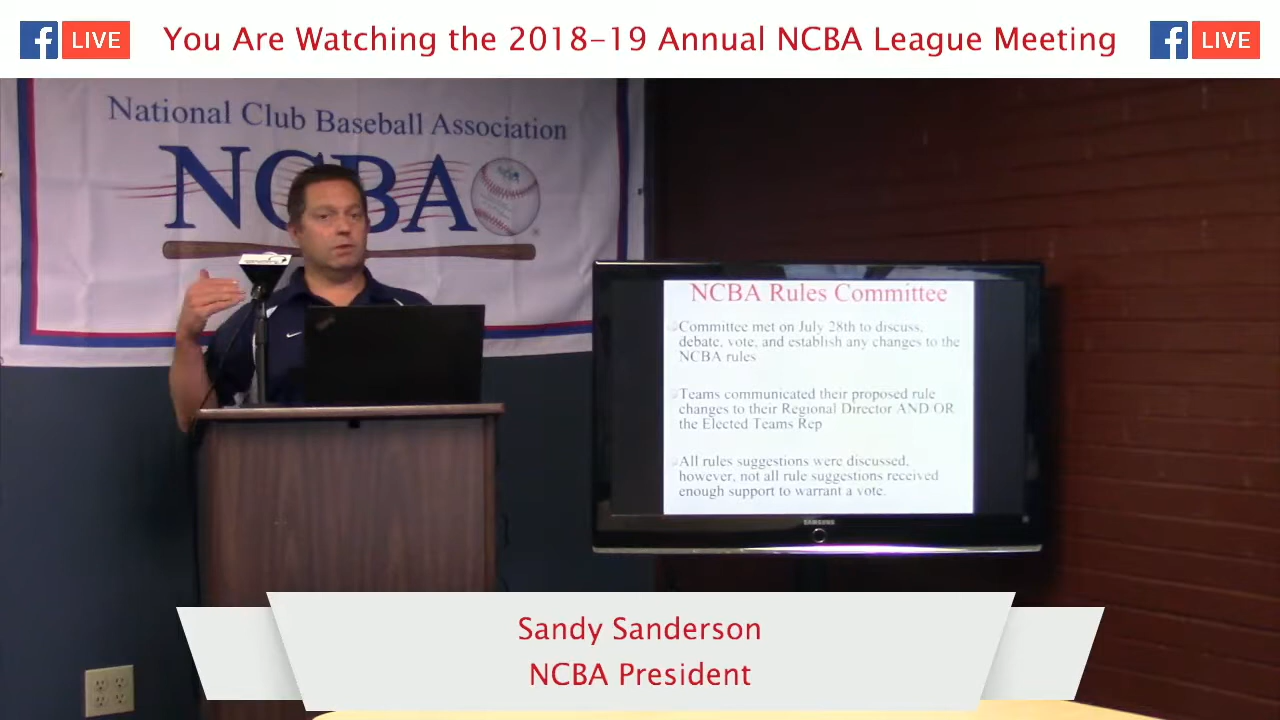 f LIVE You Are Watching the 2018-19 Annual NCBA League Meeting f LIVE
National Club Baseball Association
NCBA
NCBA Rules Committee
Committee met on July 28th to discuss,
debate, vote, and establish any changes to the
NCBA rules
Teams communicated their proposed rule
changes to their Regional Director AND OR
the Elected Teams Rep
All rules suggestions were discussed,
however, not all rule suggestions received
enough support to warrant a vote.
SAMSUNG
Sandy Sanderson
NCBA President